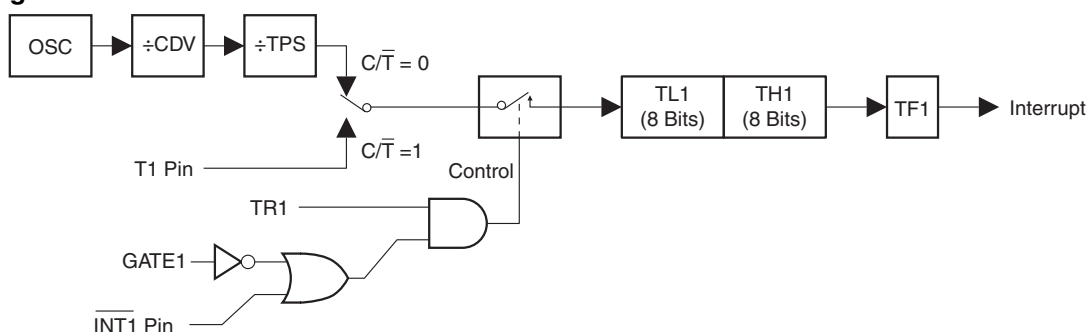 OSC
÷CDV
÷TPS
C/T̅ = 0
TL1
(8 Bits)
TH1
(8 Bits)
TF1
Interrupt
C/T̅ =1
T1 Pin
Control
TR1
GATE1
I̅N̅T̅1̅ Pin